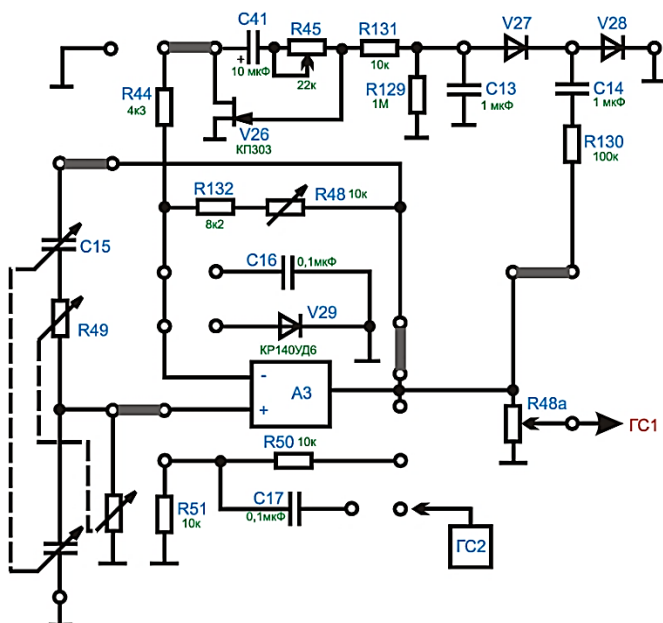 C41
R45
R131
V27
V28
+
10 мкФ
22к
10к
R44
4к3
R129
1М
C13
1 мкФ
C14
1 мкФ
V26
КП303
R130
100к
R132
8к2
R48 10к
C15
C16
0,1мкФ
R49
V29
КР140УД6
-
+
А3
R48а
ГС1
R50 10к
R51
10к
C17
0,1мкФ
ГС2